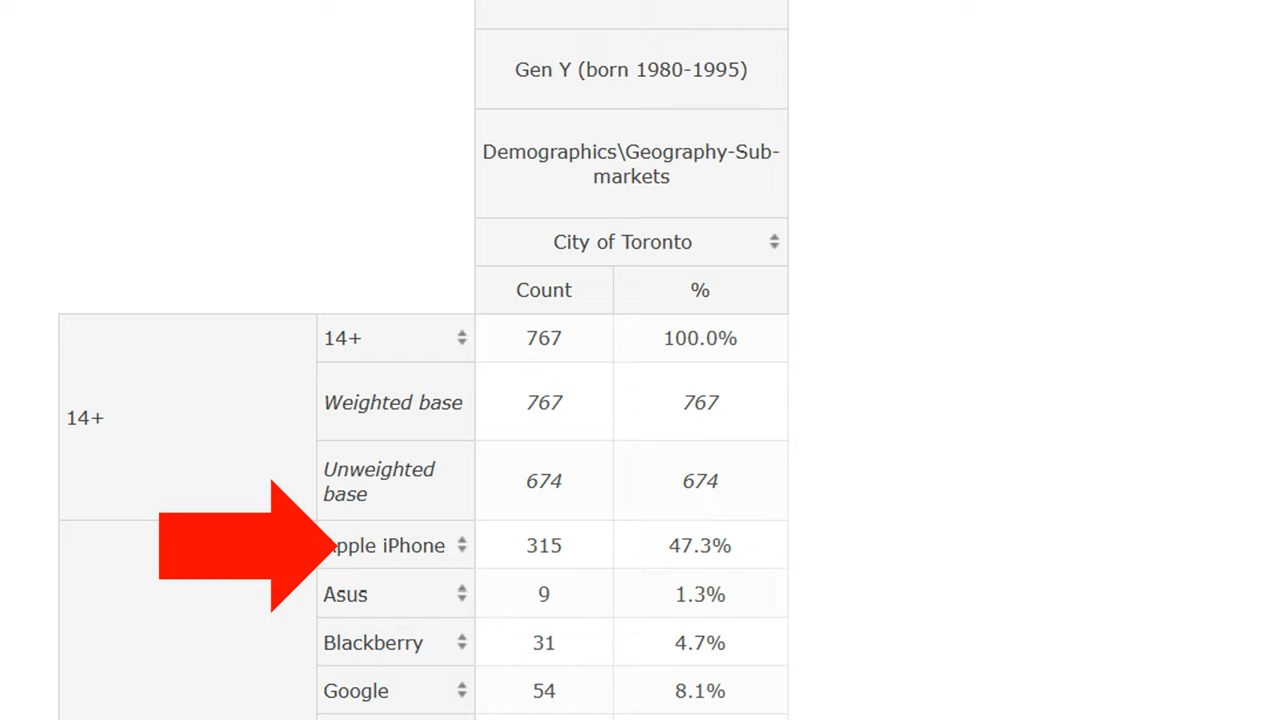 Gen Y (born 1980-1995)
Demographics\Geography-Sub-
markets
City of Toronto
Count %
14+ 14+ 767 100.0%
Weighted base 767 767
Unweighted
base 674 674
pple iPhone 315 47.3%
Asus 9 1.3%
Blackberry 31 4.7%
Google 54 8.1%